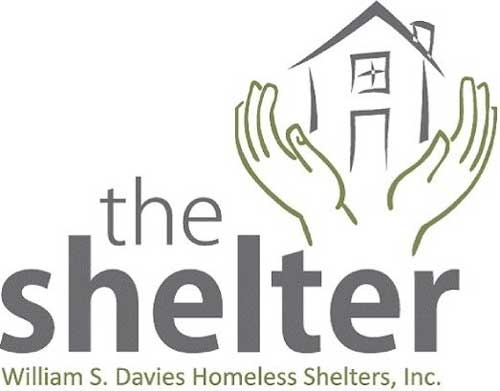 the
shelter
William S. Davies Homeless Shelters, Inc.